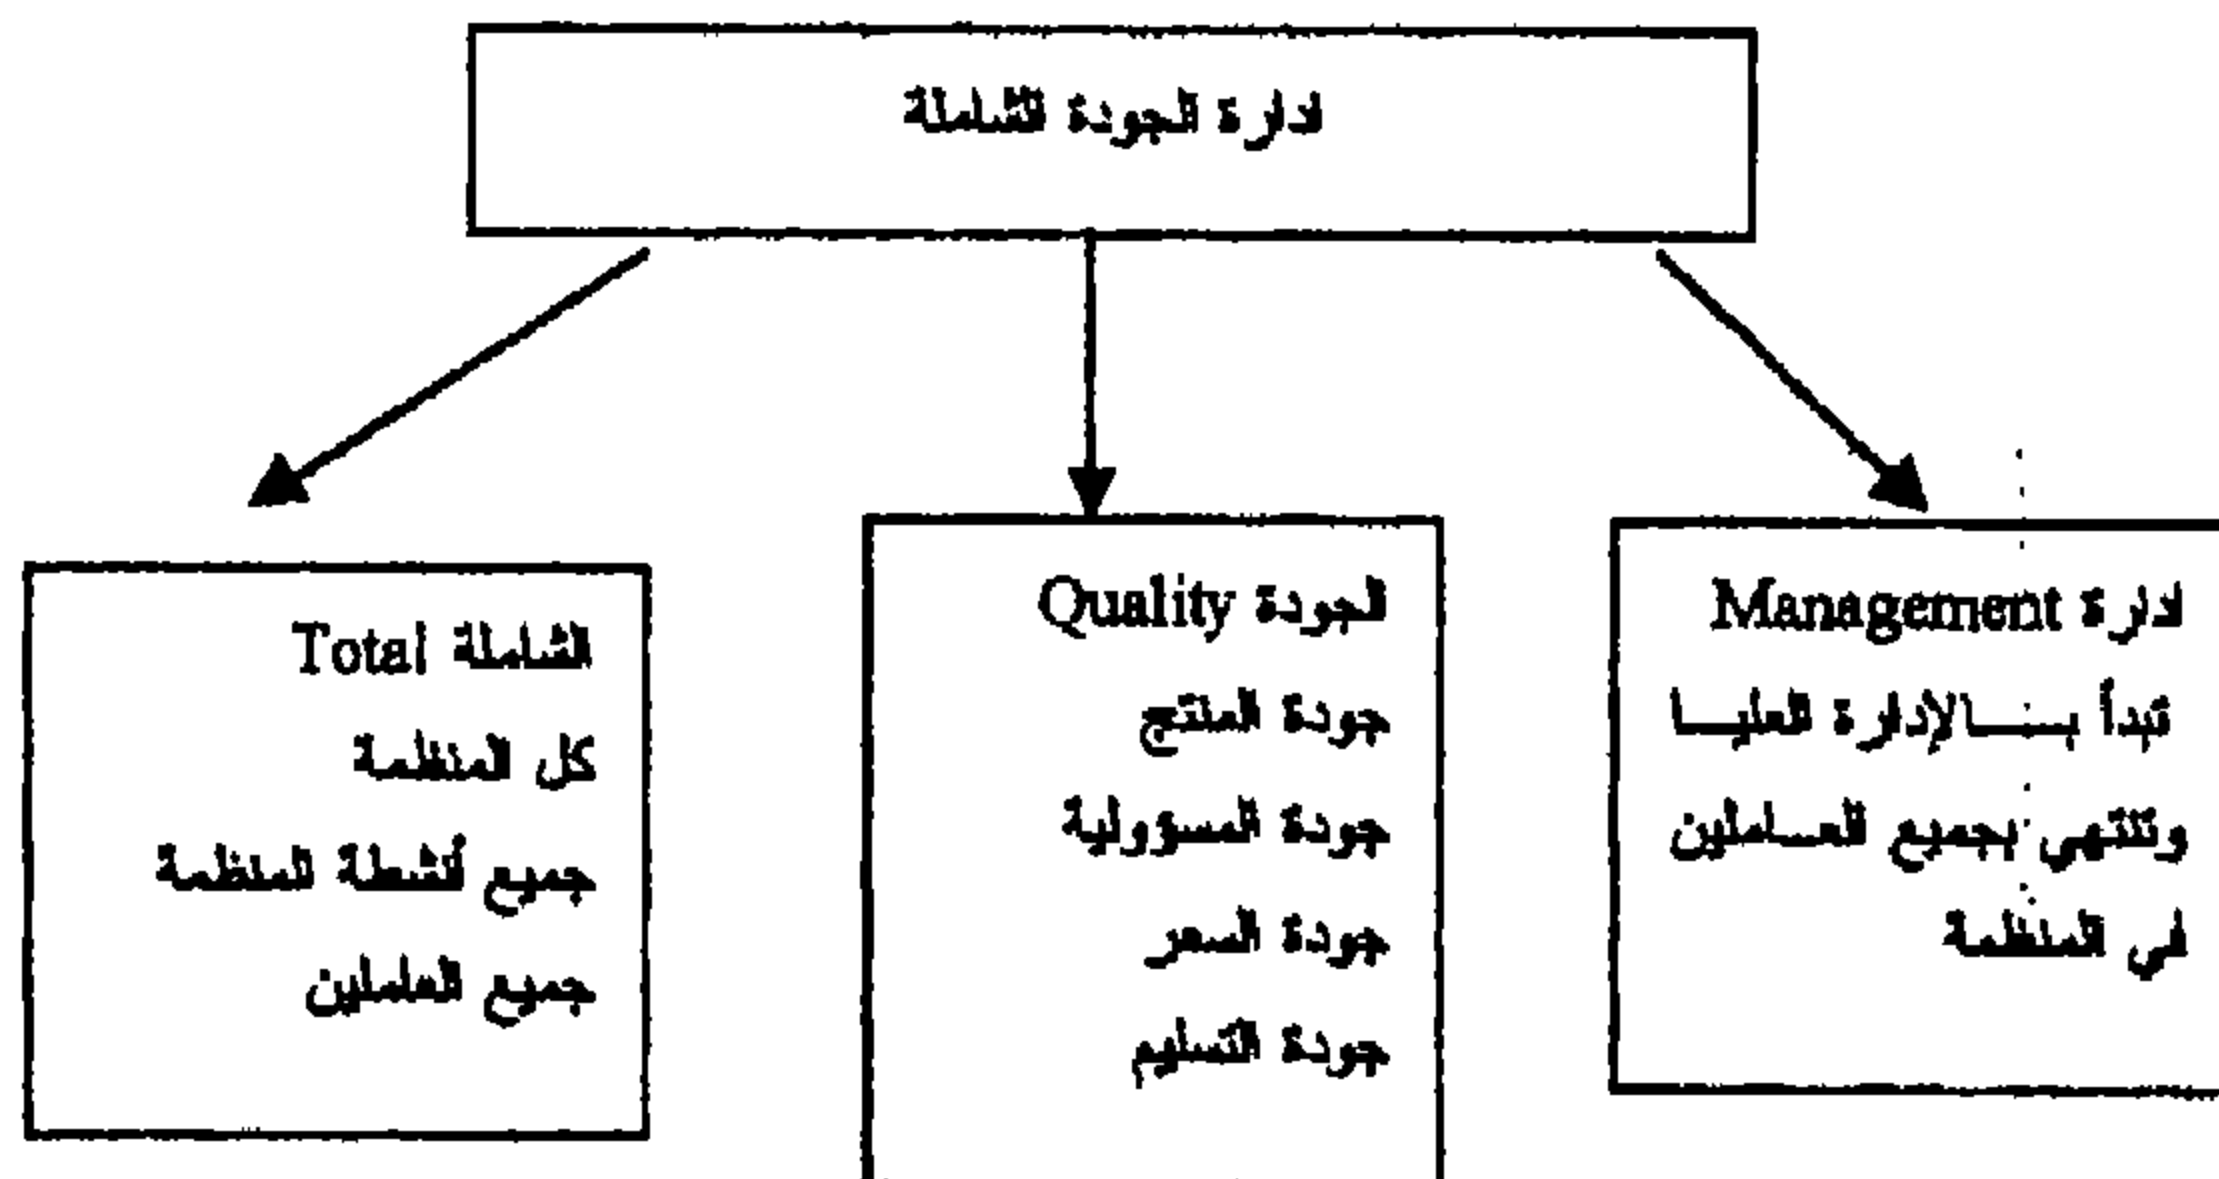 ادارة الجودة الشاملة
ادارة Management
تبدأ بالإدارة العليا
وتنتهي بجميع العاملين
في المنظمة
الجودة Quality
جودة المنتج
جودة المسؤولية
جودة السعر
جودة التسليم
الشاملة Total
كل المنظمة
جميع أنشطة المنظمة
جميع العاملين